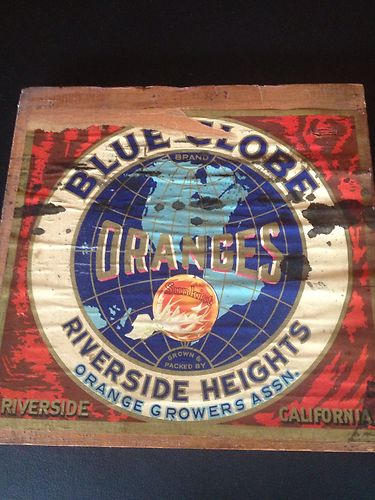 BLUE GLOBE
BRAND
ORANGES
GROWN &
PACKED BY
RIVERSIDE HEIGHTS
ORANGE GROWERS ASSN.
RIVERSIDE
CALIFORNIA